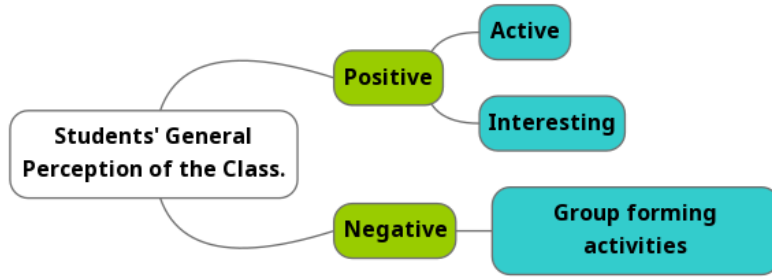 Students' General
Perception of the Class.
Positive
Active
Interesting
Negative
Group forming
activities